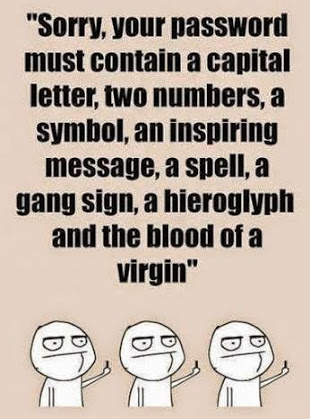 "Sorry, your password
must contain a capital
letter, two numbers, a
symbol, an inspiring
message, a spell, a
gang sign, a hieroglyph
and the blood of a
virgin"